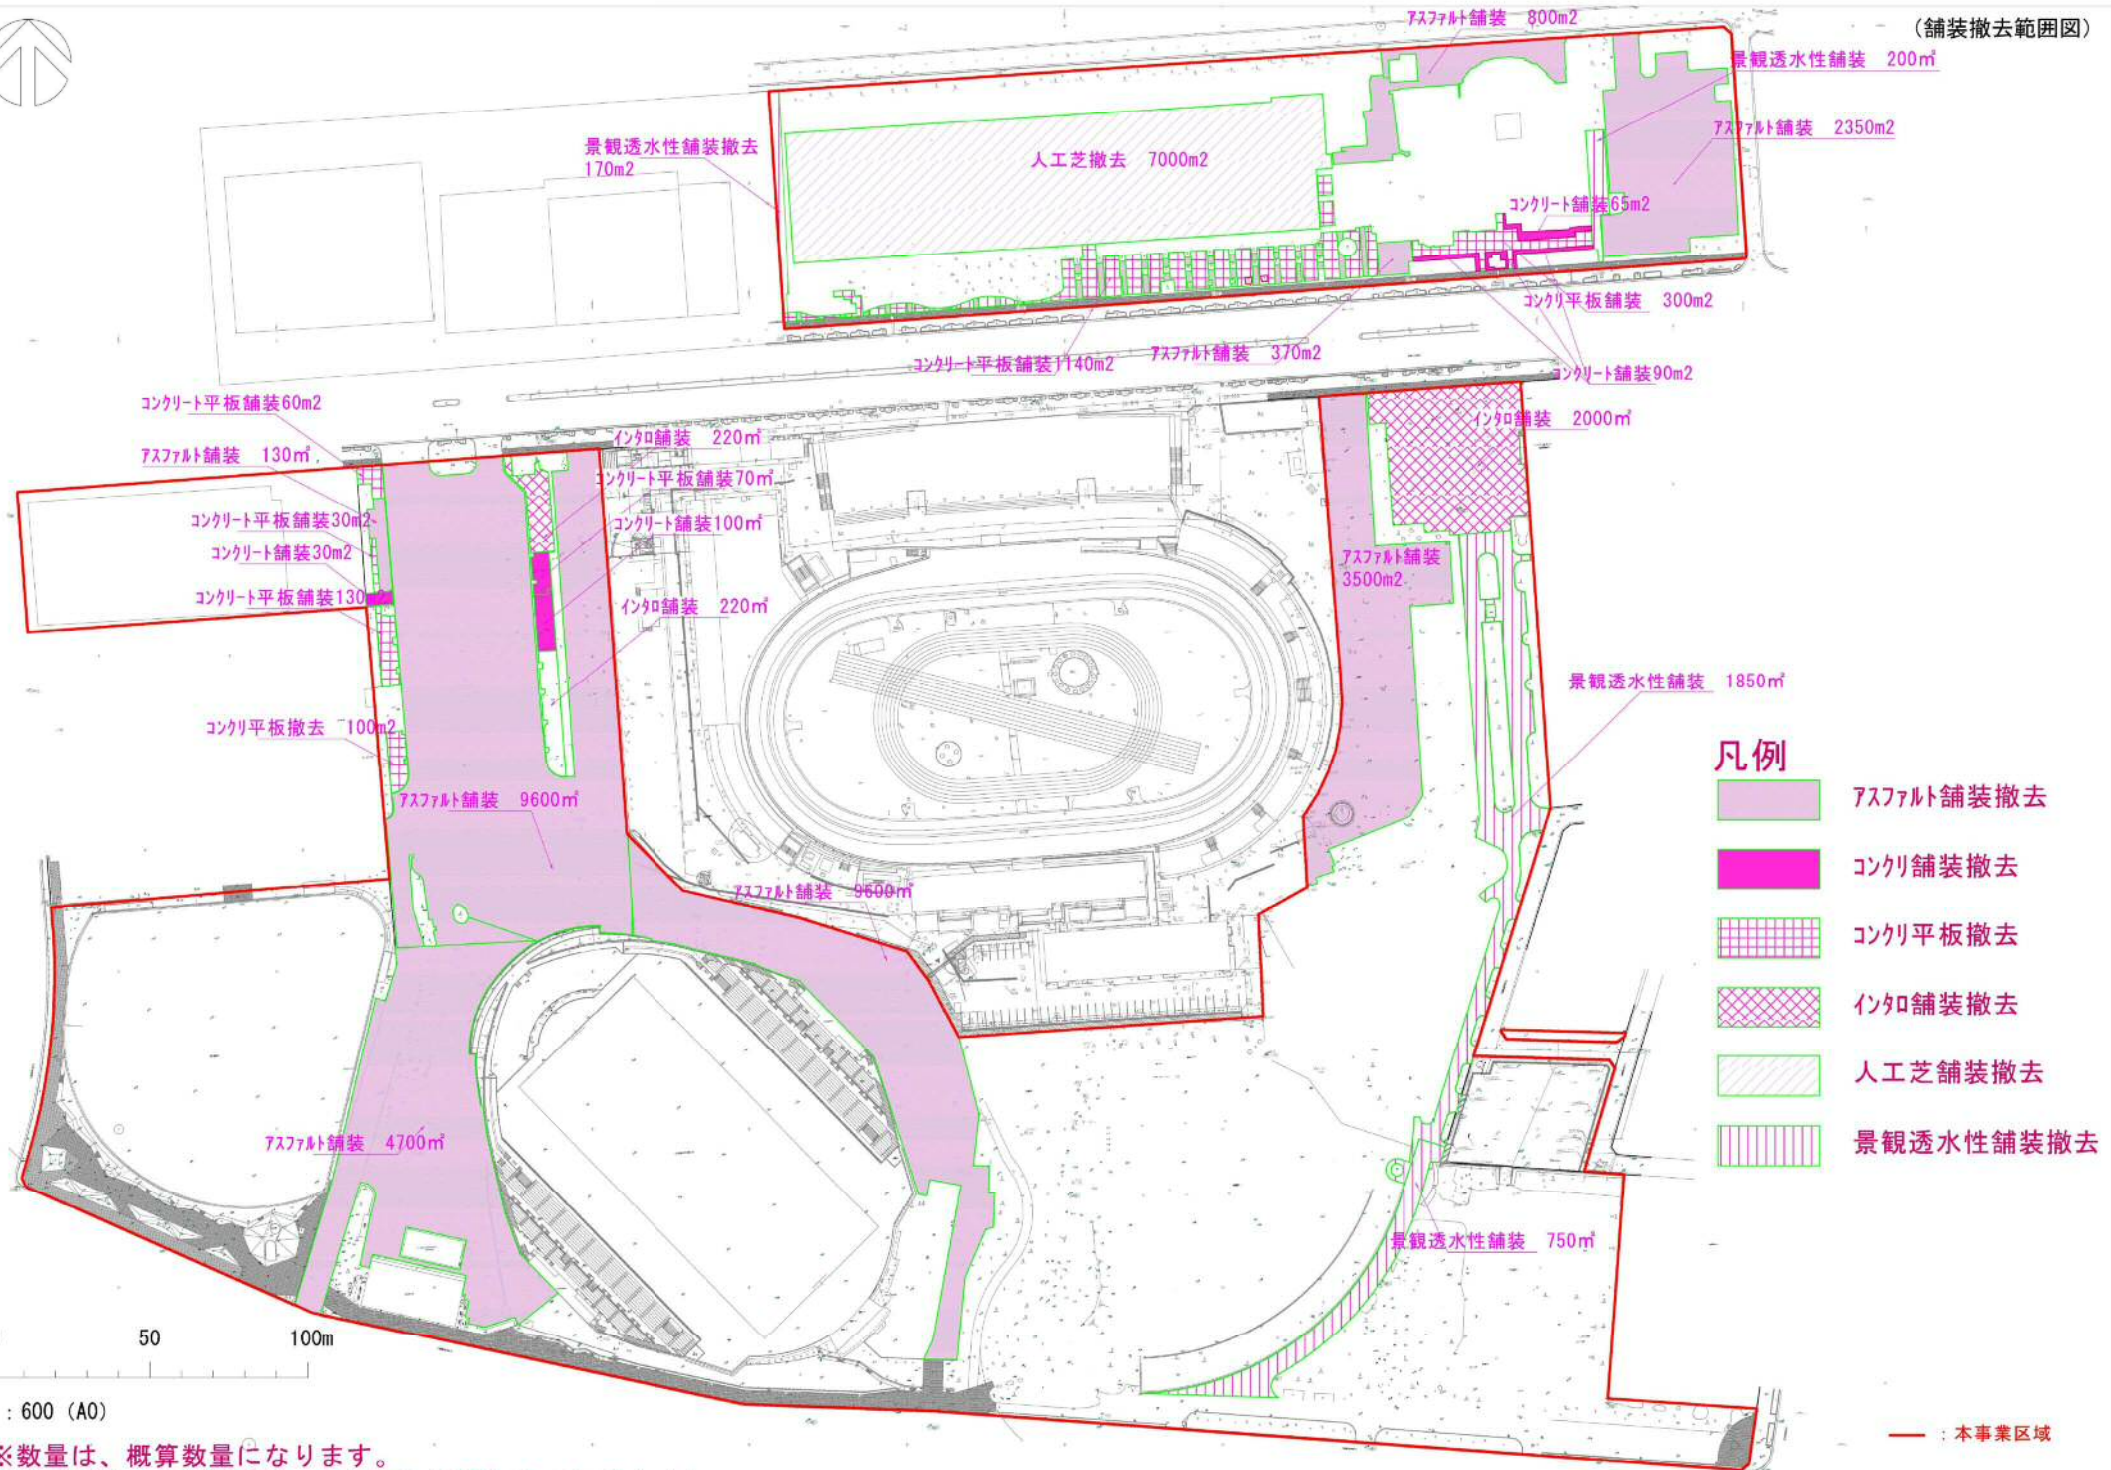 (舗装撤去範囲図)
アスファルト舗装 800m2
景観透水性舗装 200㎡
アスファルト舗装 2350m2
景観透水性舗装撤去
170m2
人工芝撤去 7000m2
コンクリート舗装65m2
コンクリ平板舗装 300m2
コンクリート平板舗装1140m2
アスファルト舗装 370m2
コンクリート舗装90m2
コンクリート平板舗装60m2
アスファルト舗装 130㎡
コンクリート平板舗装30m2
コンクリート舗装30m2
コンクリート平板舗装130
コンクリ平板撤去 100m2
インタロ舗装 220㎡
コンクリート平板舗装70㎡
コンクリート舗装100㎡
インタロ舗装 220㎡
インタロ舗装 2000㎡
アスファルト舗装
3500m2
景観透水性舗装 1850㎡
アスファルト舗装 9600㎡
アスファルト舗装 9600㎡
アスファルト舗装 4700㎡
景観透水性舗装 750㎡
凡例
アスファルト舗装撤去
コンクリ舗装撤去
コンクリ平板撤去
インタロ舗装撤去
人工芝舗装撤去
景観透水性舗装撤去
50 100m
: 600 (A0)
※数量は、概算数量になります。
: 本事業区域